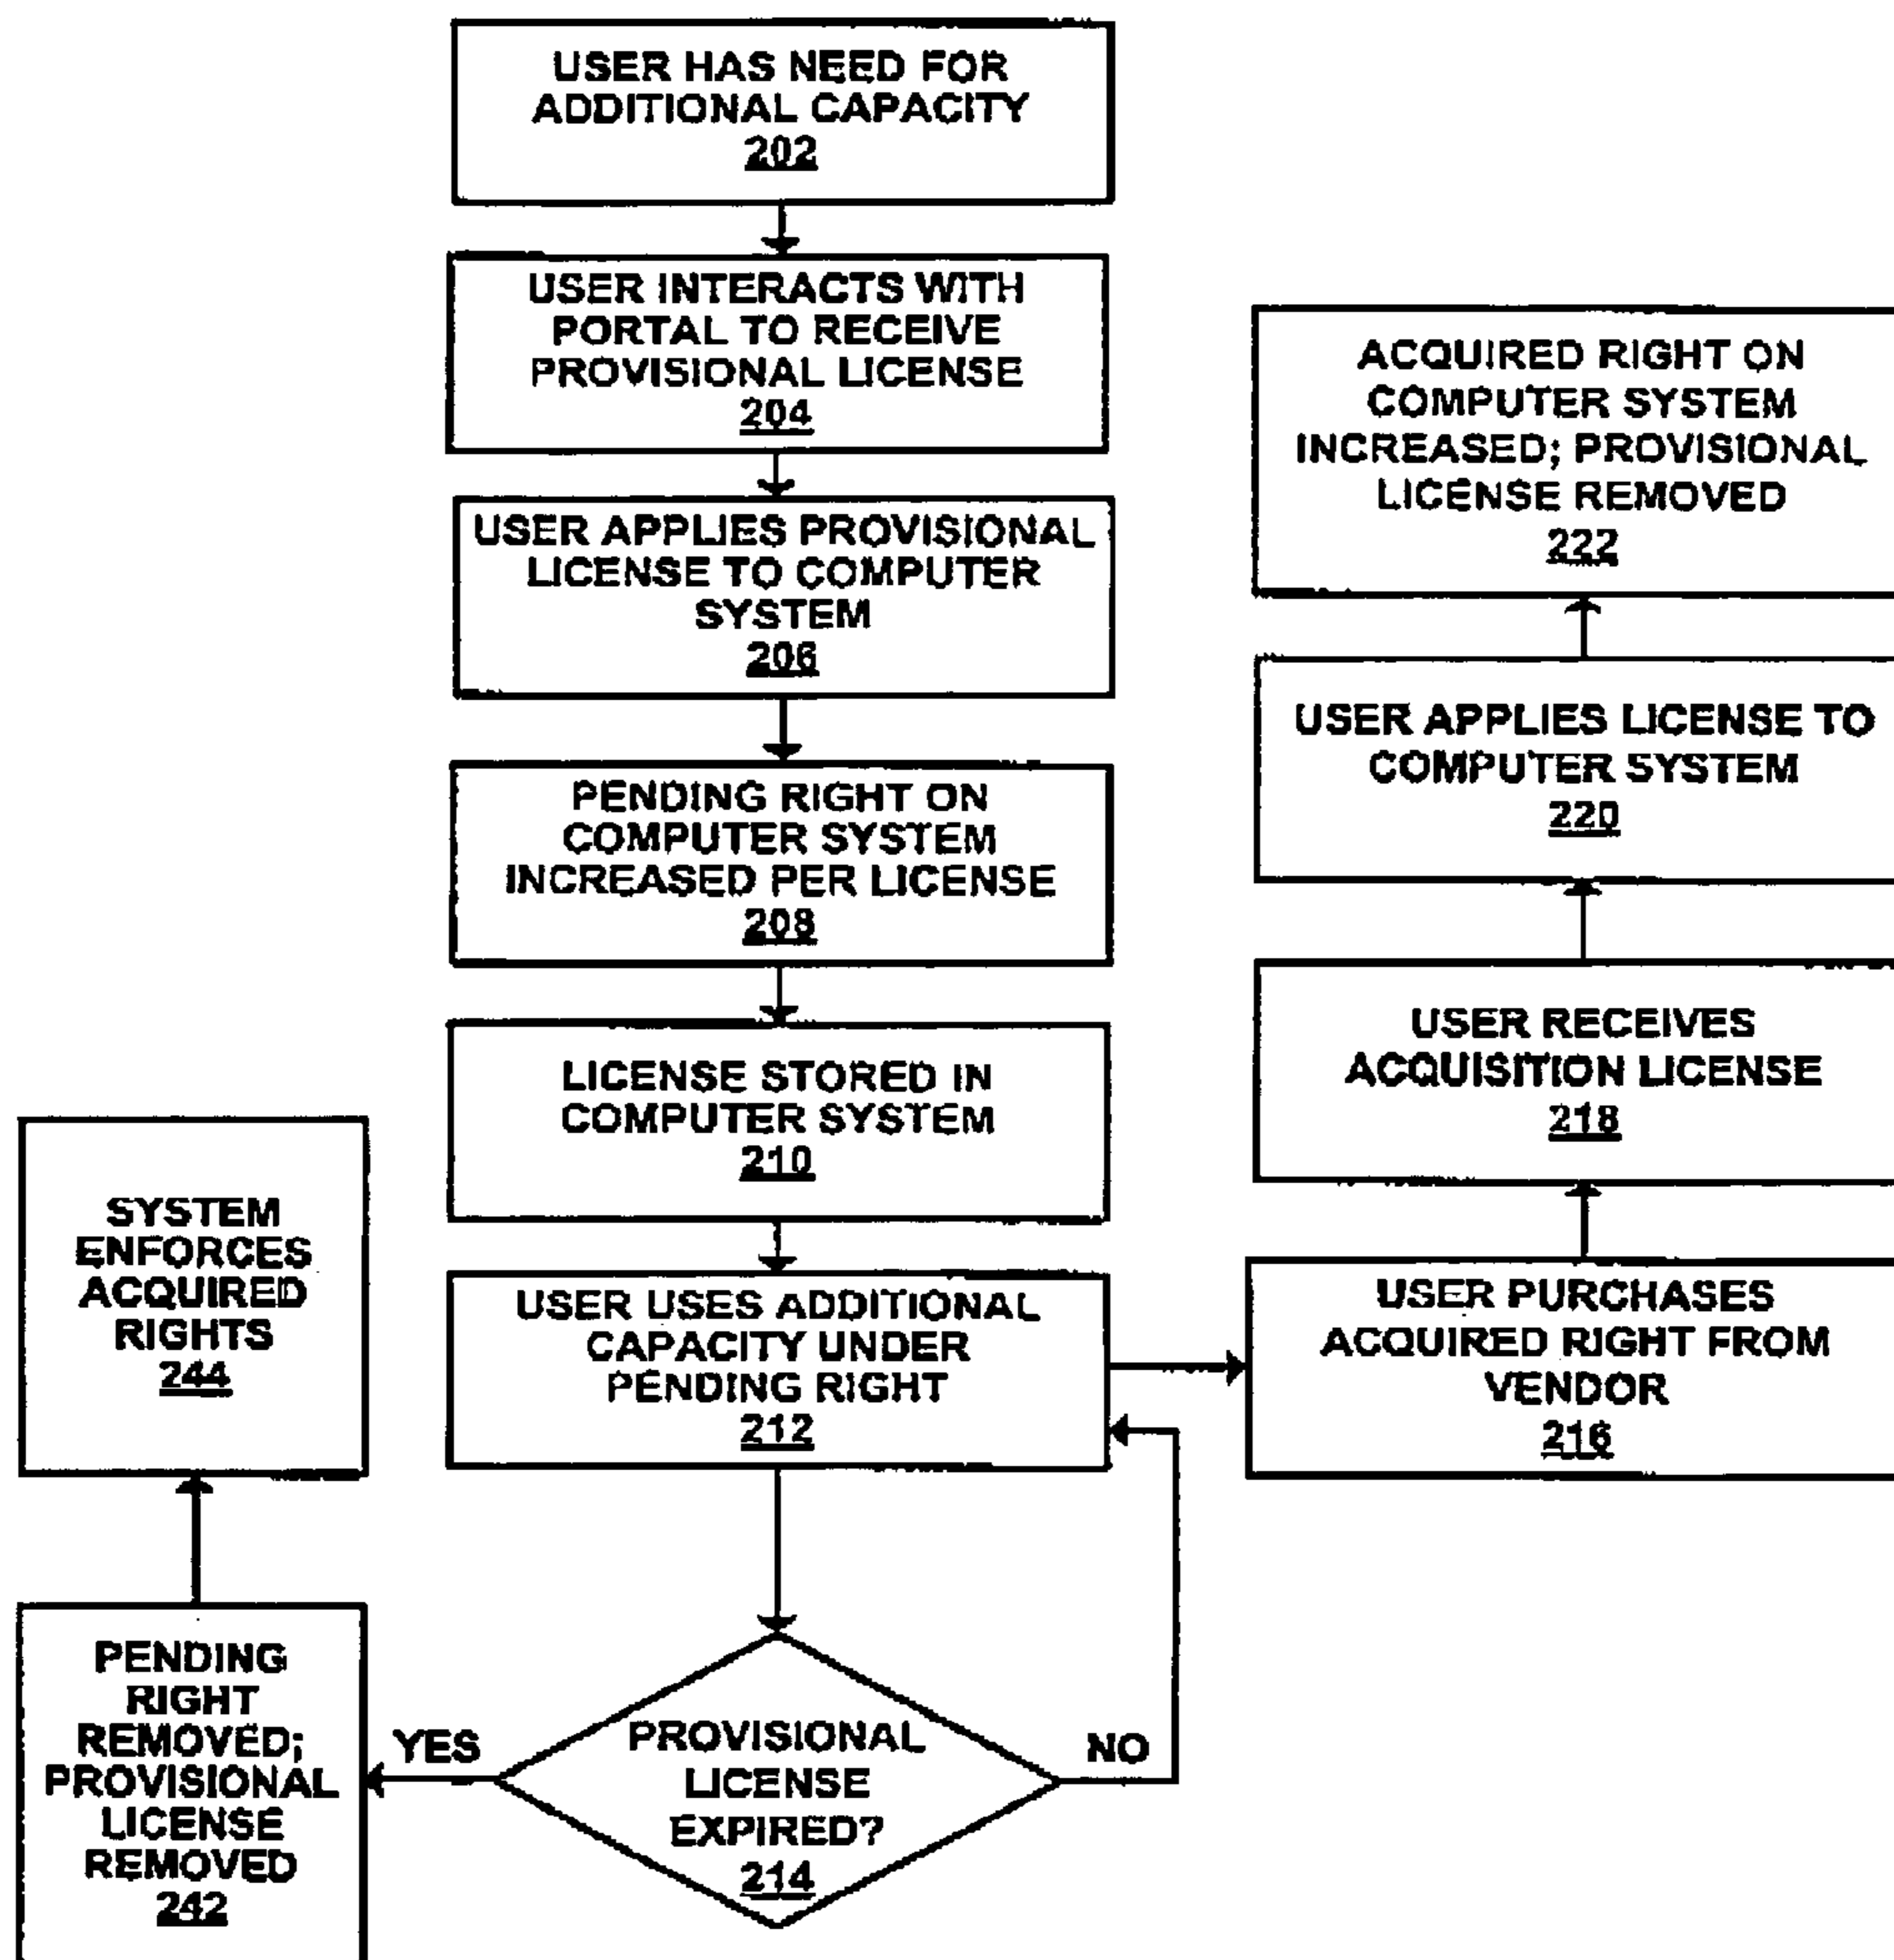 USER HAS NEED FOR
ADDITIONAL CAPACITY
202
USER INTERACTS WITH
PORTAL TO RECEIVE
PROVISIONAL LICENSE
204
USER APPLIES PROVISIONAL
LICENSE TO COMPUTER
SYSTEM
206
PENDING RIGHT ON
COMPUTER SYSTEM
INCREASED PER LICENSE
208
LICENSE STORED IN
COMPUTER SYSTEM
210
USER USES ADDITIONAL
CAPACITY UNDER
PENDING RIGHT
212
PROVISIONAL
LICENSE
EXPIRED?
214
YES
NO
PENDING
RIGHT
REMOVED;
PROVISIONAL
LICENSE
REMOVED
242
SYSTEM
ENFORCES
ACQUIRED
RIGHTS
244
USER PURCHASES
ACQUIRED RIGHT FROM
VENDOR
216
USER RECEIVES
ACQUISITION LICENSE
218
USER APPLIES LICENSE TO
COMPUTER SYSTEM
220
ACQUIRED RIGHT ON
COMPUTER SYSTEM
INCREASED; PROVISIONAL
LICENSE REMOVED
222